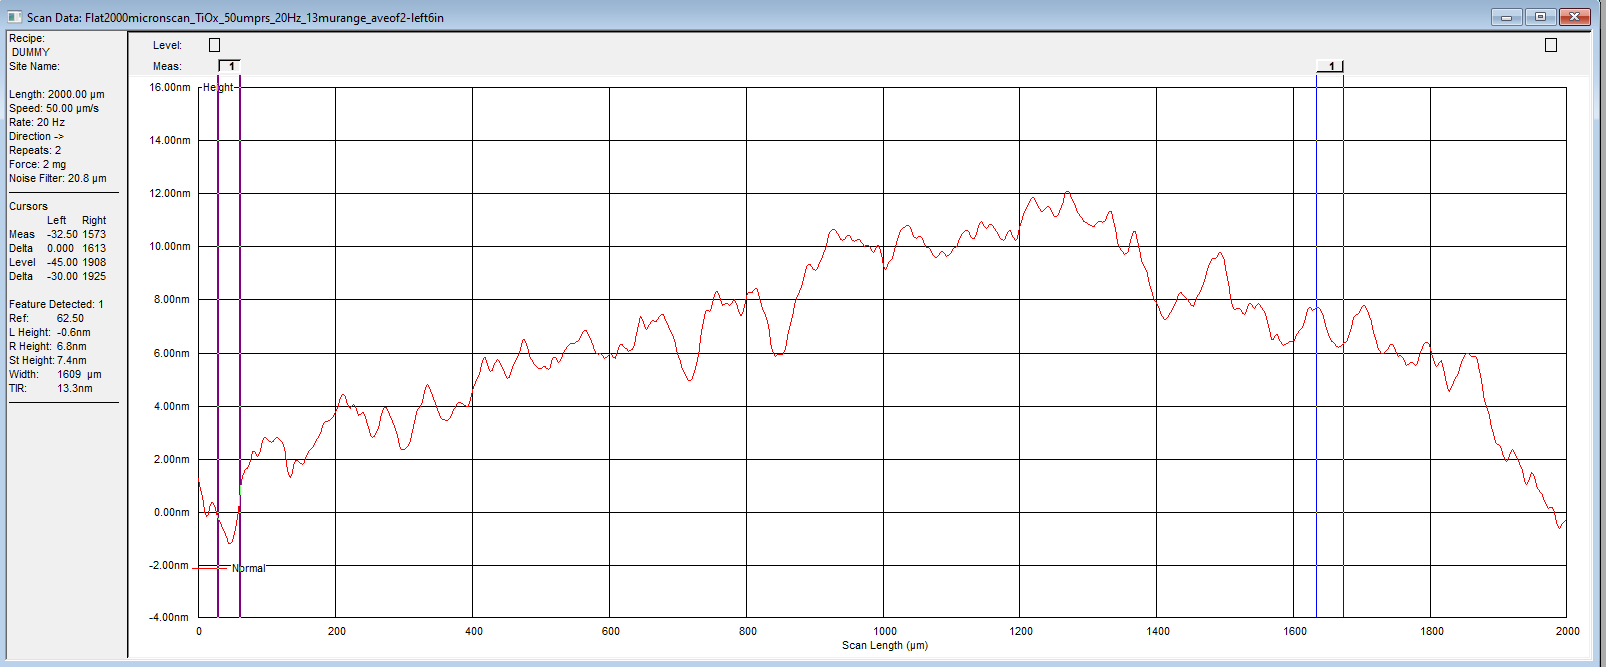 Scan Data: Flat2000micronscan_TiOx_50umprs_20Hz_13murange_aveof2-left6in
Recipe:
DUMMY
Site Name:
Length: 2000.00 µm
Speed: 50.00 µm/s
Rate: 20 Hz
Direction ->
Repeats: 2
Force: 2 mg
Noise Filter: 20.8 µm
Cursors
Left Right
Meas -32.50 1573
Delta 0.000 1613
Level -45.00 1908
Delta -30.00 1925
Feature Detected: 1
Ref: 62.50
L Height: -0.6nm
R Height: 6.8nm
St Height: 7.4nm
Width: 1609 µm
TIR: 13.3nm
Level:
Meas: 1 1
16.00nm Height
14.00nm
12.00nm
10.00nm
8.00nm
6.00nm
4.00nm
2.00nm
0.00nm
-2.00nm Normal
-4.00nm
0 200 400 600 800 1000 1200 1400 1600 1800 2000
Scan Length (µm)